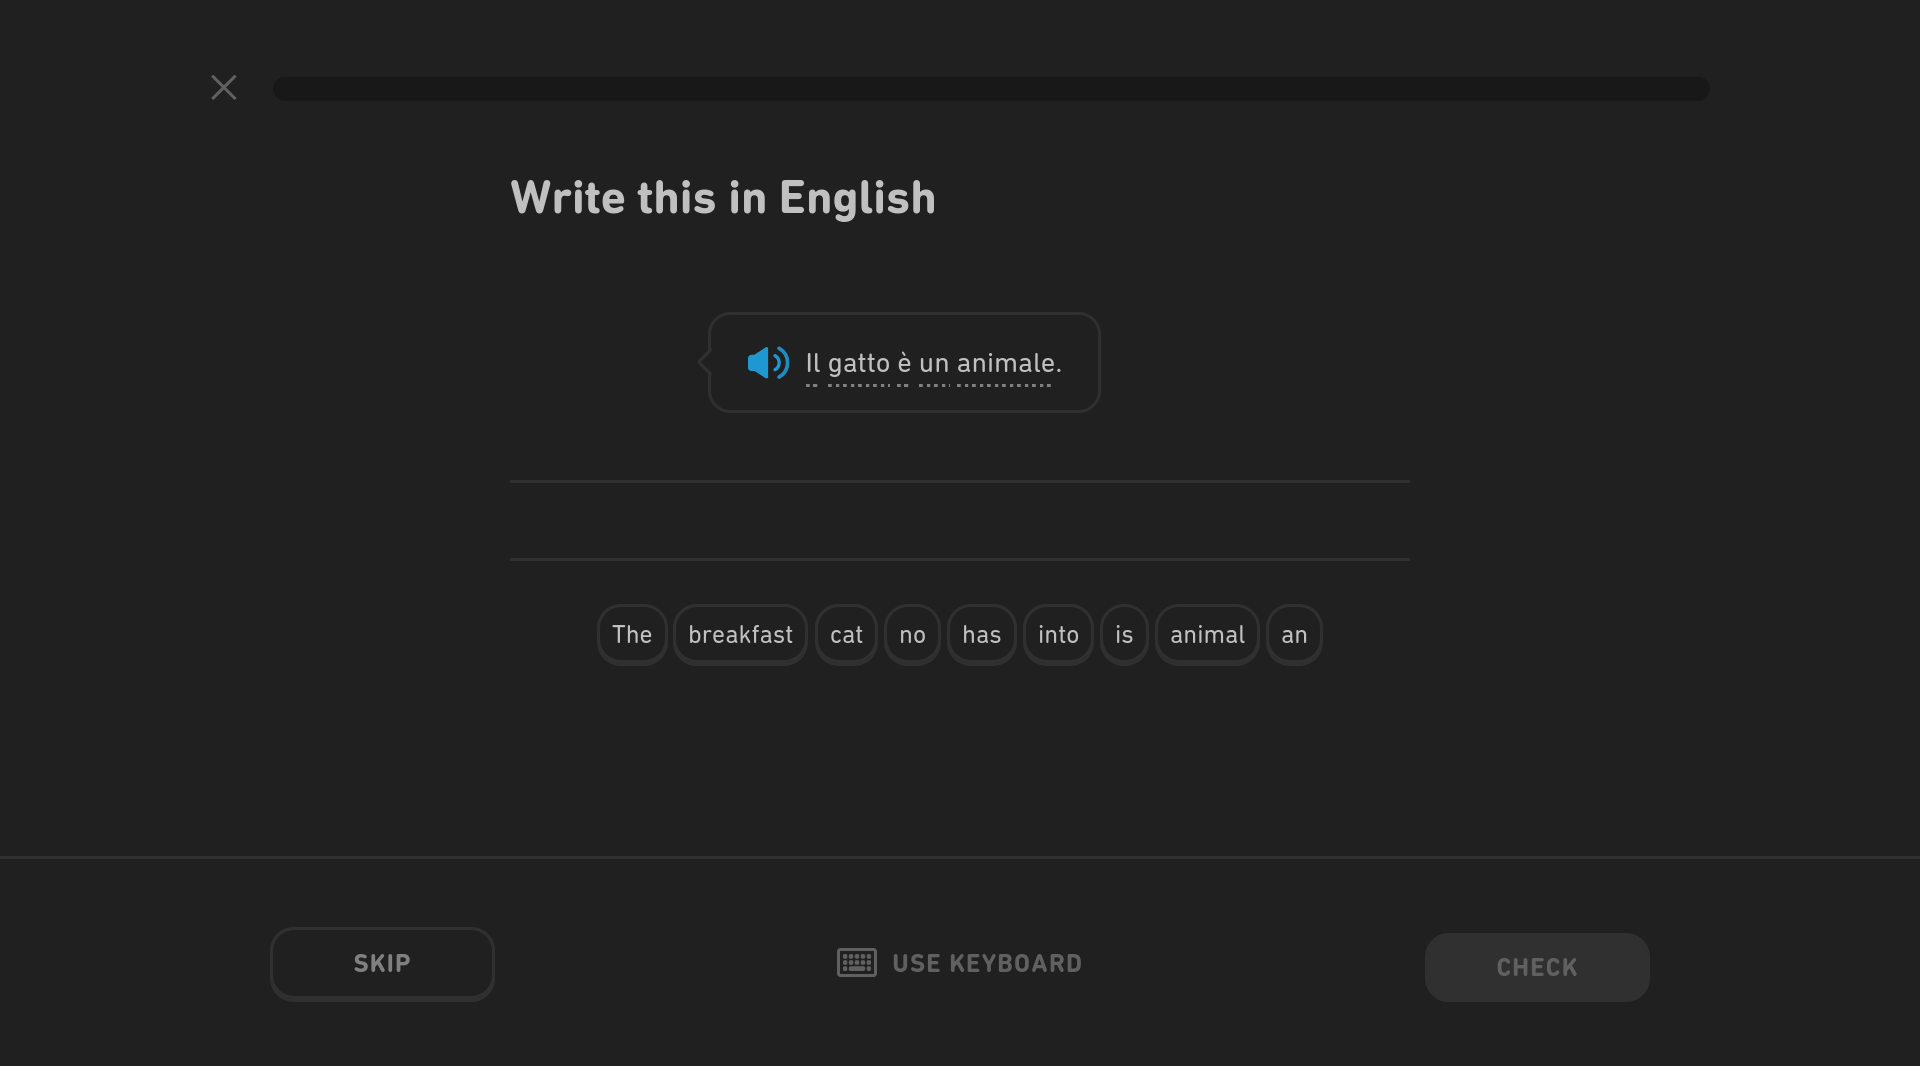 Write this in English
Il gatto è un animale.
The breakfast cat no has into is animal an
SKIP
USE KEYBOARD
CHECK